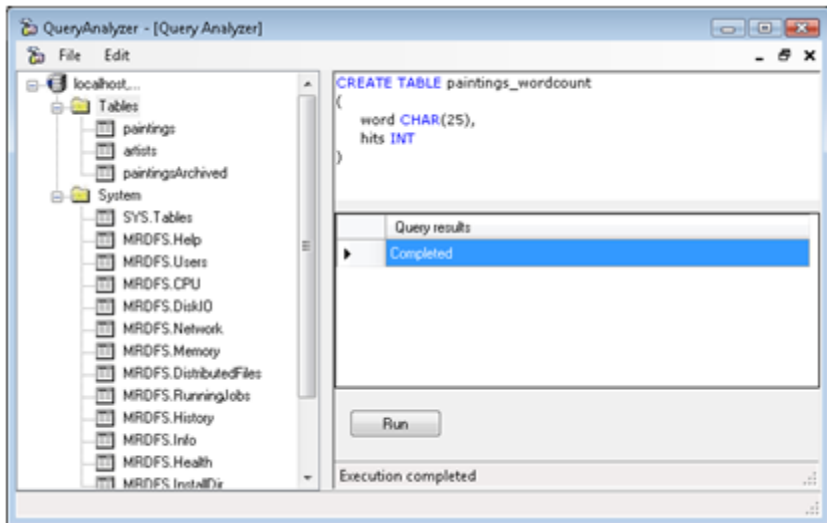 QueryAnalyzer - [Query Analyzer]
File Edit
localhost,...
Tables
paintings
artists
paintingsArchived
System
SYS.Tables
MRDFS.Help
MRDFS.Users
MRDFS.CPU
MRDFS.DiskIO
MRDFS.Network
MRDFS.Memory
MRDFS.DistributedFiles
MRDFS.RunningJobs
MRDFS.History
MRDFS.Info
MRDFS.Health
MRDFS.InstallDir
CREATE TABLE paintings_wordcount
(
word CHAR(25),
hits INT
)
Query results
Completed
Run
Execution completed